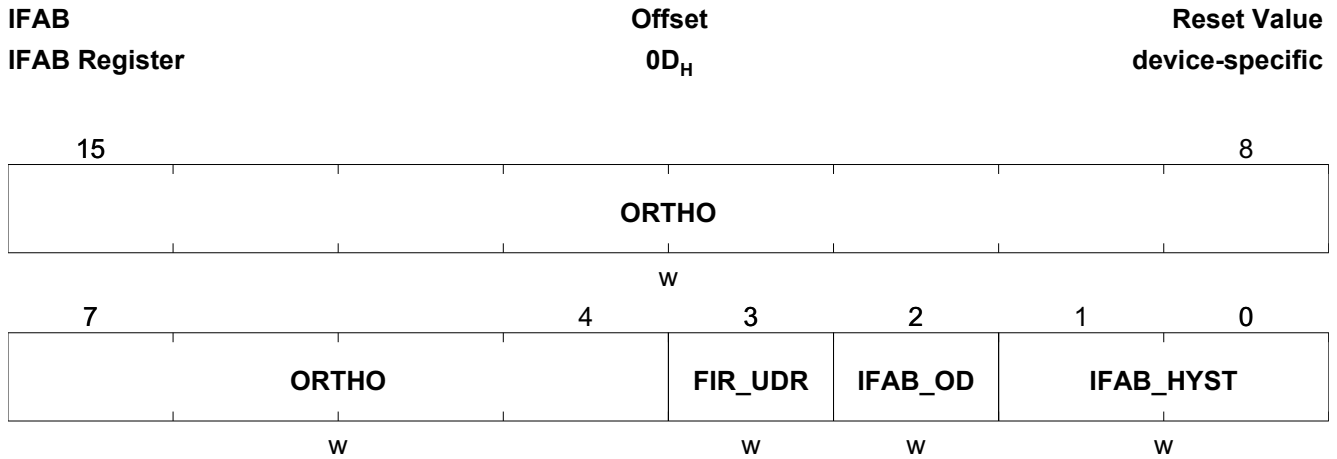 IFAB Offset Reset Value
IFAB Register 0DH device-specific
15 8
ORTHO
w
7 4 3 2 1 0
ORTHO FIR_UDR IFAB_OD IFAB_HYST
w w w w